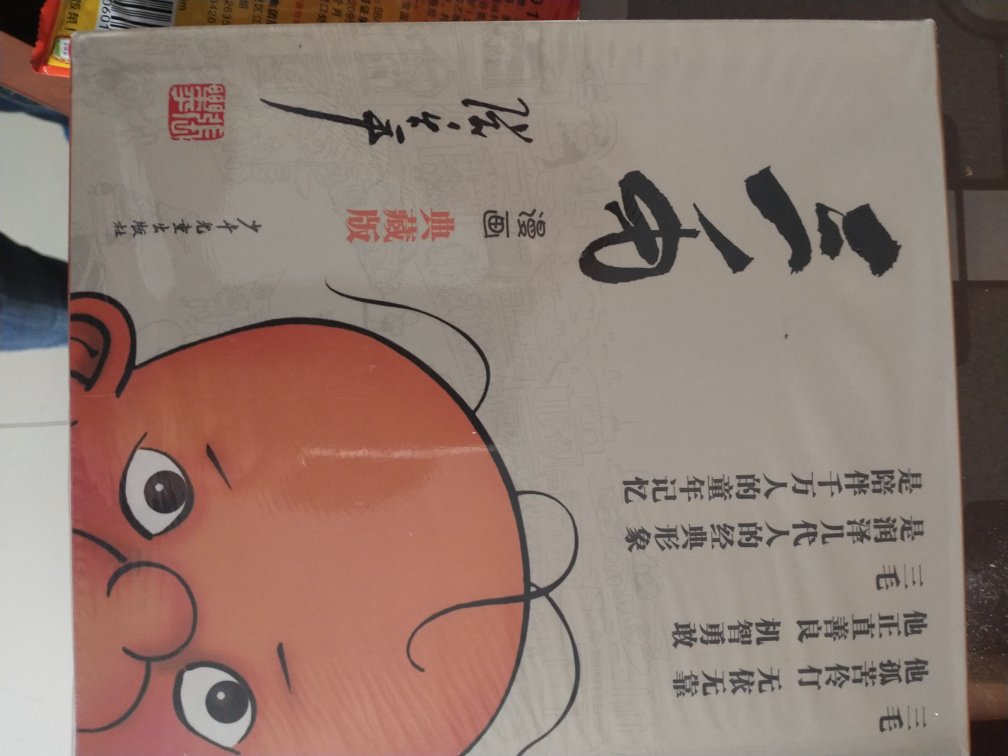 三毛
他孤苦伶仃 无依无靠
他正直善良 机智勇敢
三毛
是润泽几代人的经典形象
是陪伴千万人的童年记忆
三毛
漫画
典藏版
张乐平
少年儿童出版社